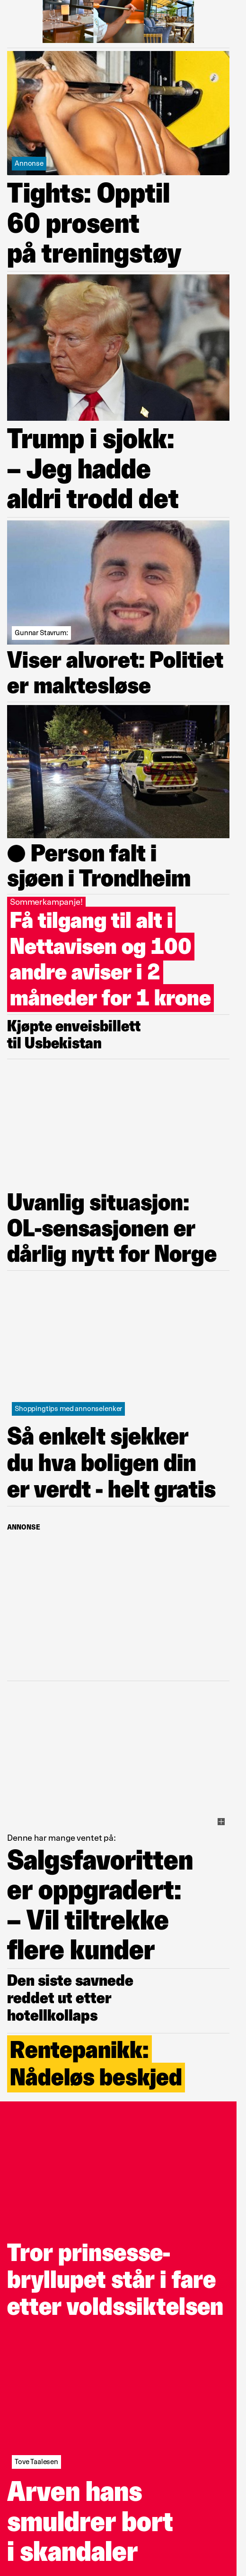 Annonse
Tights: Opptil
60 prosent
på treningstøy
Trump i sjokk:
– Jeg hadde
aldri trodd det
Gunnar Stavrum:
Viser alvoret: Politiet
er maktesløse
● Person falt i
sjøen i Trondheim
Sommerkampanje!
Få tilgang til alt i
Nettavisen og 100
andre aviser i 2
måneder for 1 krone
Kjøpte enveisbillett
til Usbekistan
Uvanlig situasjon:
OL-sensasjonen er
dårlig nytt for Norge
Shoppingtips med annonselenker
Så enkelt sjekker
du hva boligen din
er verdt - helt gratis
ANNONSE
Denne har mange ventet på:
Salgsfavoritten
er oppgradert:
– Vil tiltrekke
flere kunder
Den siste savnede
reddet ut etter
hotellkollaps
Rentepanikk:
Nådeløs beskjed
Tror prinsesse-
bryllupet står i fare
etter voldssiktelsen
Tove Taalesen
Arven hans
smuldrer bort
i skandaler